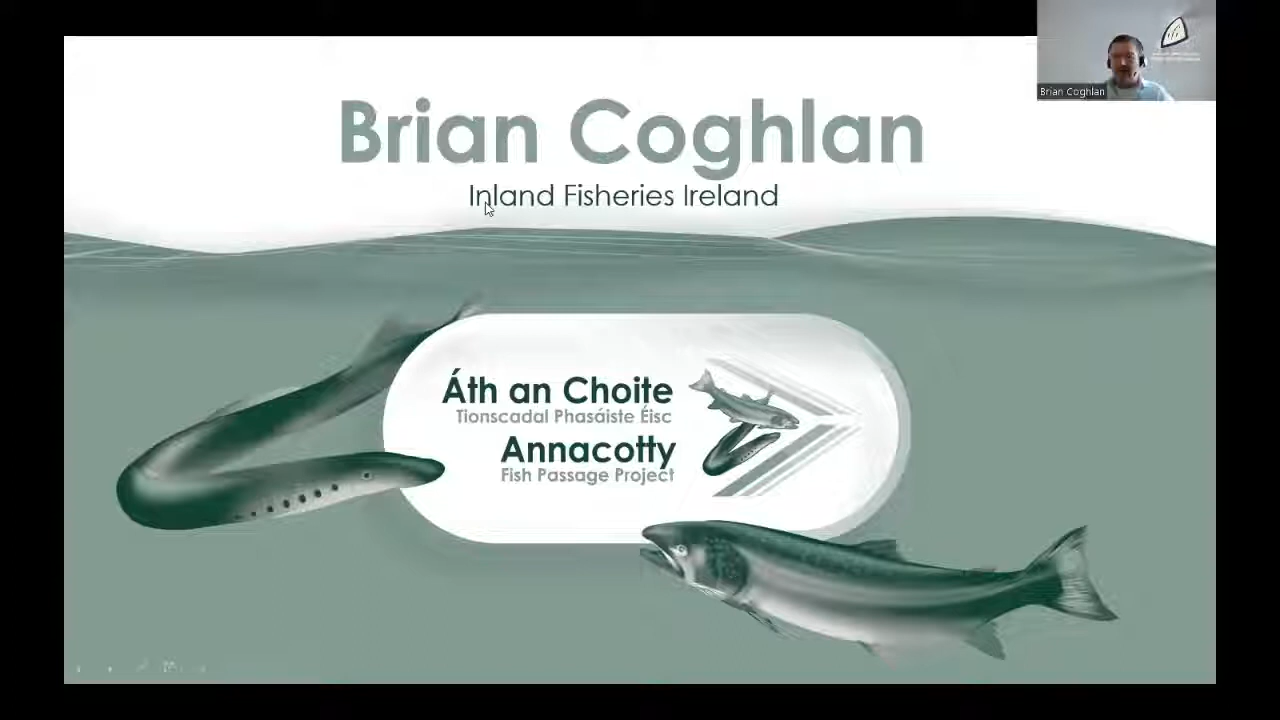 Brian Coghlan
Inland Fisheries Ireland
Brian Coghlan
Áth an Choite
Tionscadal Phasáiste Éisc
Annacotty
Fish Passage Project